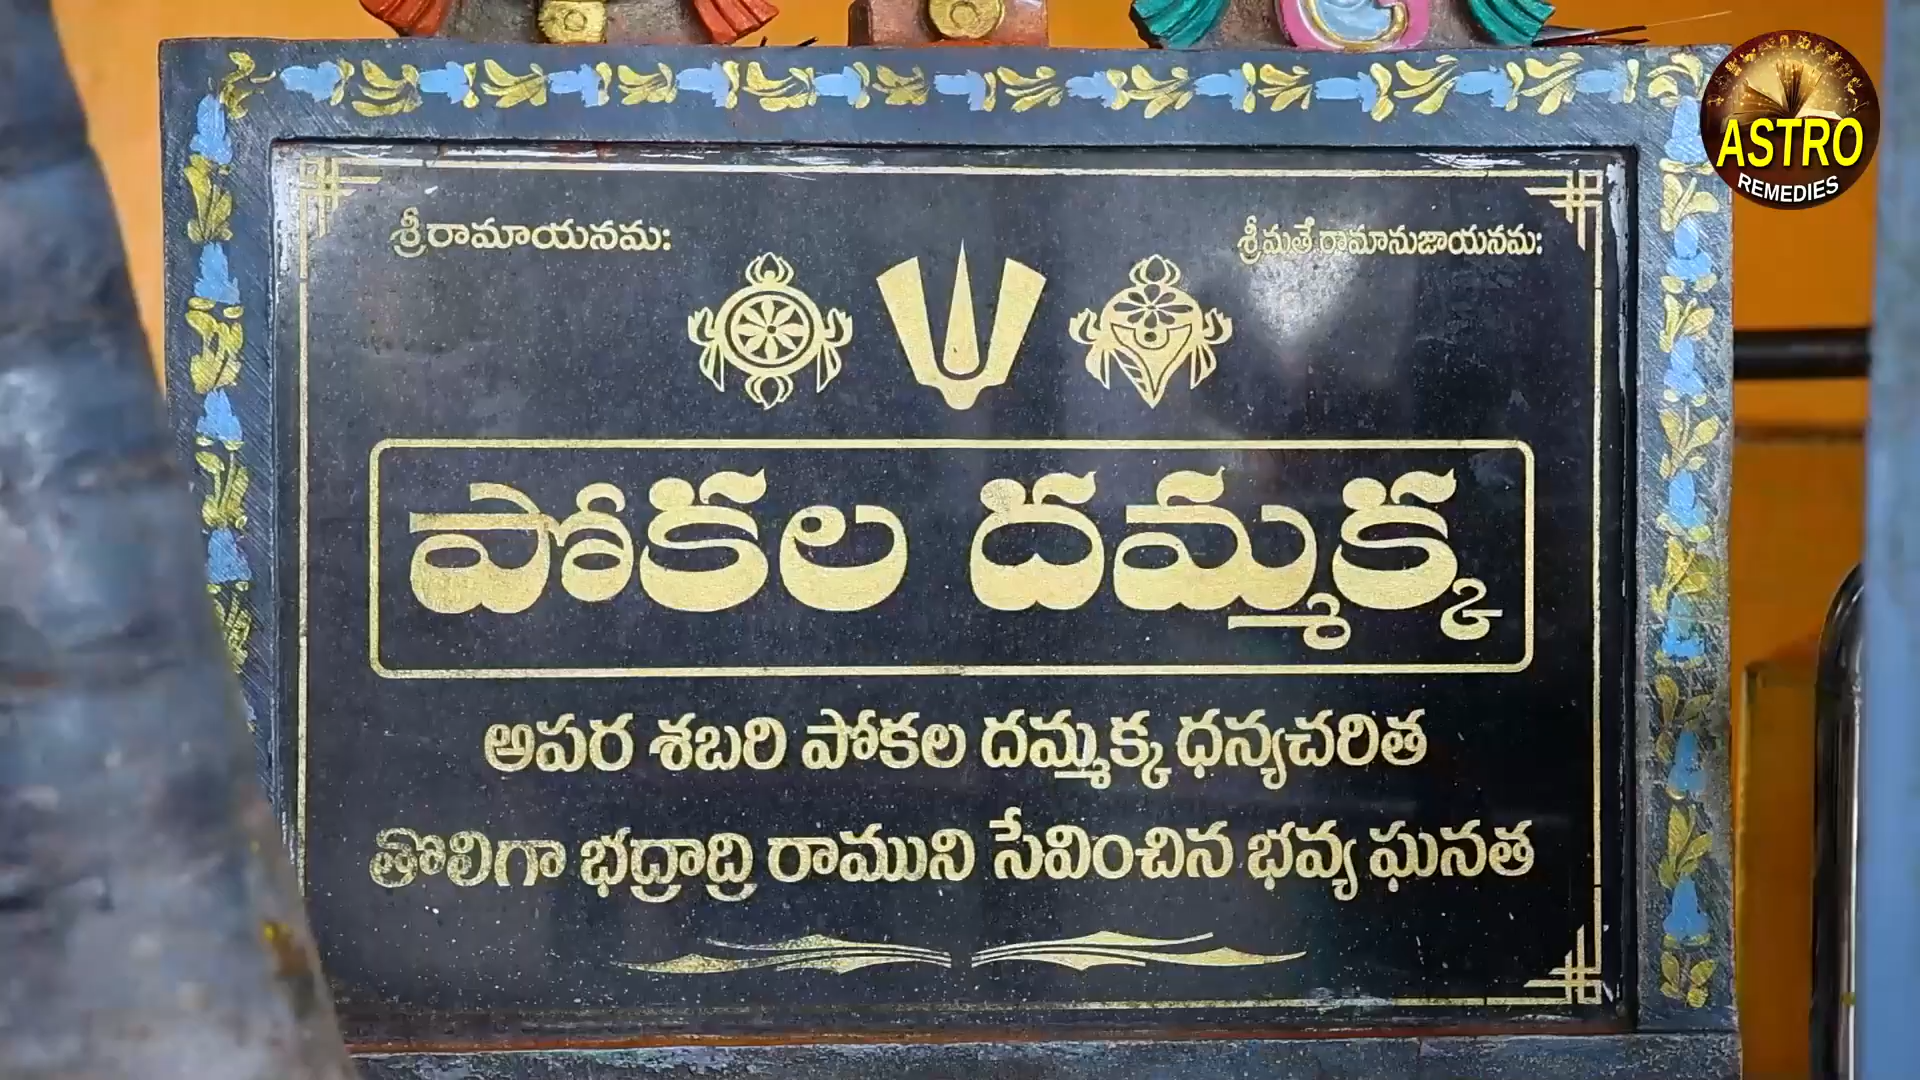 శ్రీరామాయనమః
శ్రీమతే రామానుజాయనమః
ASTRO
REMEDIES
పోకల దమ్మక్క
అపర శబరి పోకల దమ్మక్క ధన్యచరిత
తొలిగా భద్రాద్రి రాముని సేవించిన భవ్య ఘనత